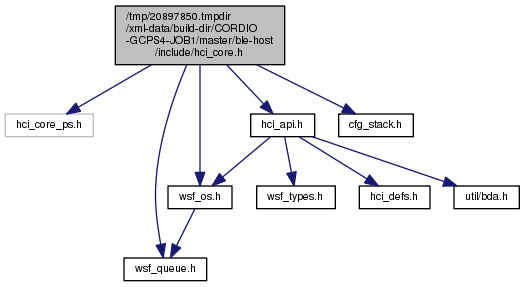 /tmp/20897850.tmpdir
/xml-data/build-dir/CORDIO
-GCPS4-JOB1/master/ble-host
/include/hci_core.h
hci_core_ps.h
hci_api.h
cfg_stack.h
wsf_os.h
wsf_types.h
hci_defs.h
util/bda.h
wsf_queue.h